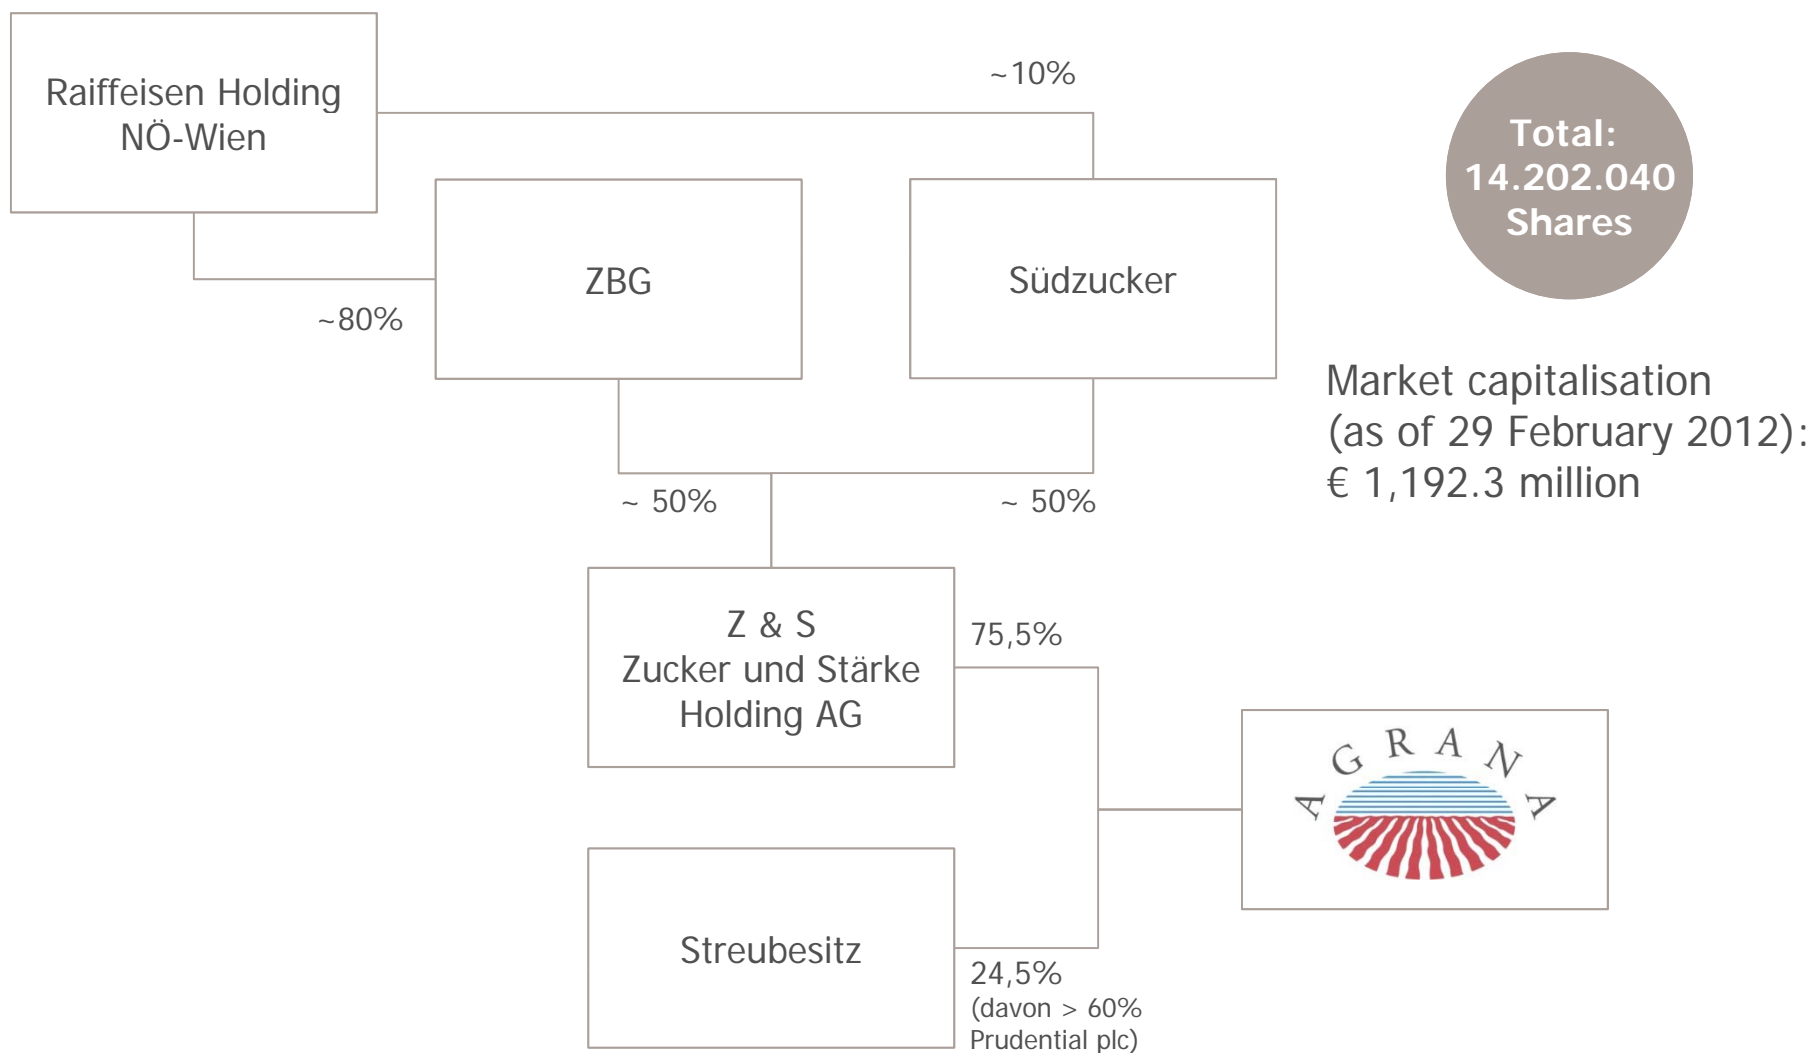 Raiffeisen Holding
NÖ-Wien
~10%
Total:
14.202.040
Shares
ZBG
Südzucker
~80%
Market capitalisation
(as of 29 February 2012):
€ 1,192.3 million
~ 50%
~ 50%
Z & S
Zucker und Stärke
Holding AG
75,5%
AGRANA
Streubesitz
24,5%
(davon > 60%
Prudential plc)